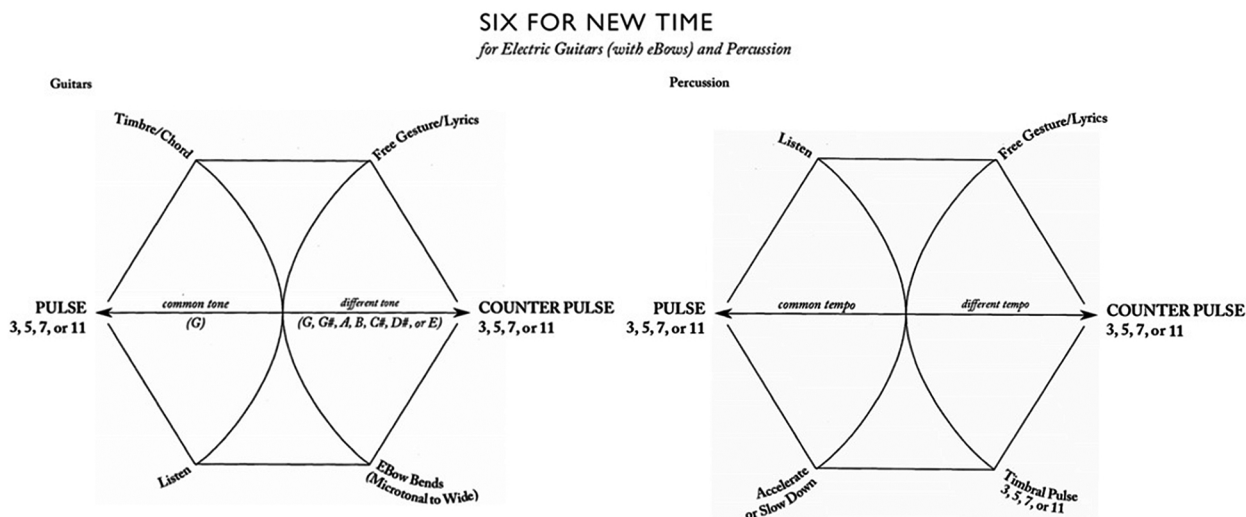 SIX FOR NEW TIME
for Electric Guitars (with eBows) and Percussion
Guitars
Timbre/Chord
Free Gesture/Lyrics
PULSE
3, 5, 7, or 11
common tone
(G)
different tone
(G, G#, A, B, C#, D#, or E)
COUNTER PULSE
3, 5, 7, or 11
Listen
EBow Bends
(Microtonal to Wide)
Percussion
Listen
Free Gesture/Lyrics
PULSE
3, 5, 7, or 11
common tempo
different tempo
COUNTER PULSE
3, 5, 7, or 11
Accelerate
or Slow Down
Timbral Pulse
3, 5, 7, or 11